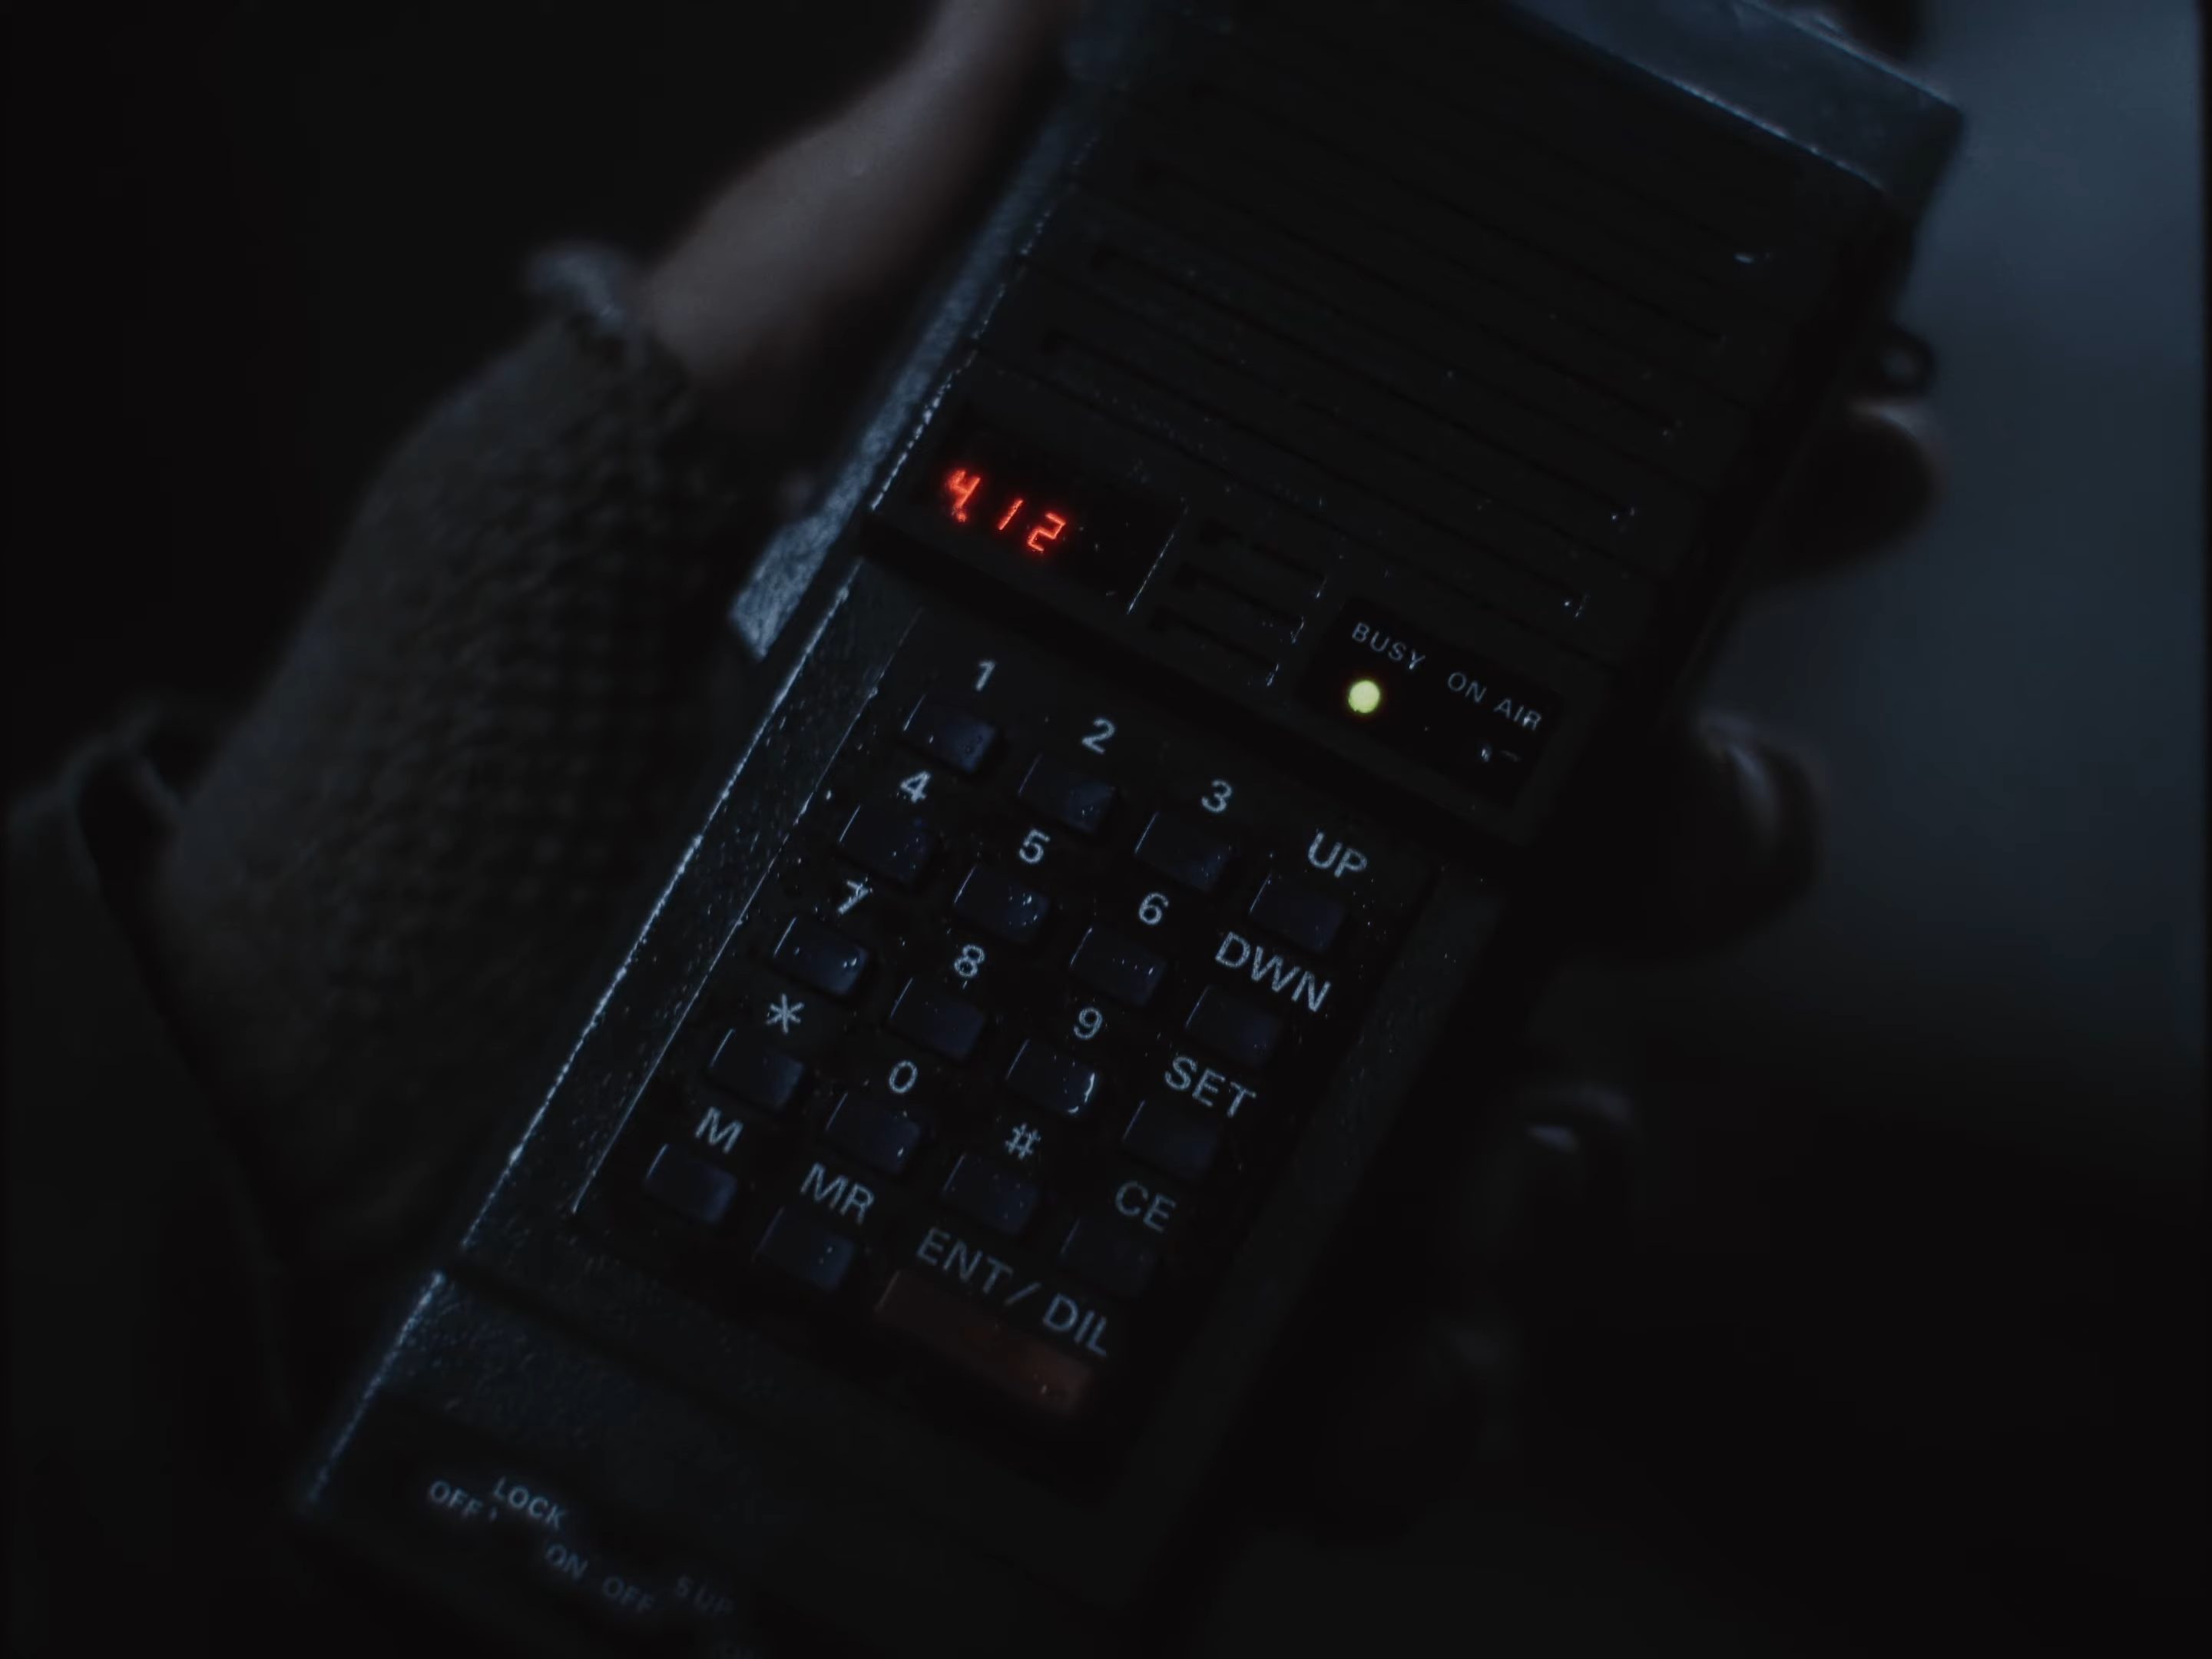 4.12
BUSY ON AIR
1 2 3 UP
4 5 6 DWN
7 8 9 SET
* 0 # CE
M MR ENT/DIL
LOCK
OFF
ON OFF SUP